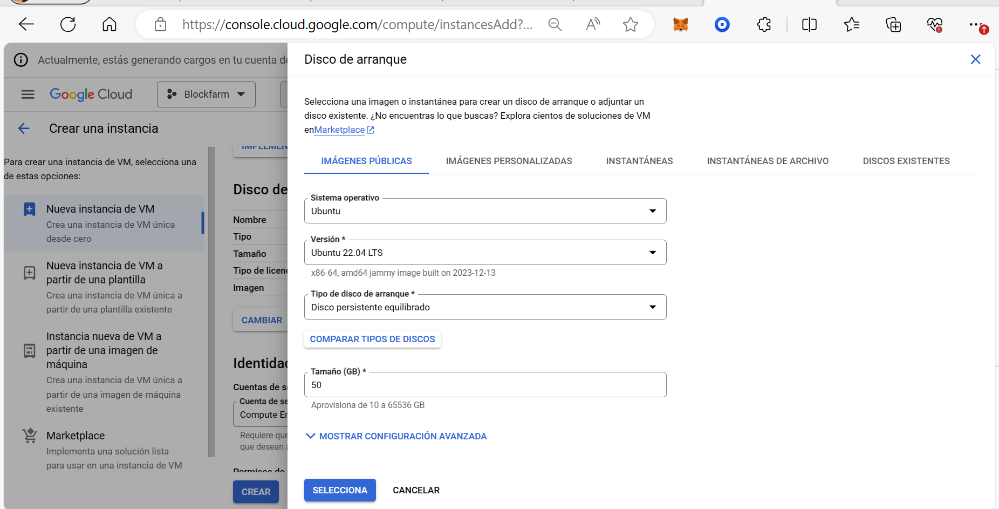 https://console.cloud.google.com/compute/instancesAdd?...
Actualmente, estás generando cargos en tu cuenta
Google Cloud
Blockfarm
Crear una instancia
Para crear una instancia de VM, selecciona una
de estas opciones:
Nueva instancia de VM
Crea una instancia de VM única
desde cero
Nueva instancia de VM a
partir de una plantilla
Crea una instancia de VM única a
partir de una plantilla existente
Instancia nueva de VM a
partir de una imagen de
máquina
Crea una instancia de VM única a
partir de una imagen de máquina
existente
Marketplace
Implementa una solución lista
para usar en una instancia de VM
Disco de
Nombre
Tipo
Tamaño
Tipo de
Imagen
CAMBIAR
Cuentas de
Cuenta de
Compute
Requiere que
que desean
CREAR
Disco de arranque
Selecciona una imagen o instantánea para crear un disco de arranque o adjuntar un
disco existente. ¿No encuentras lo que buscas? Explora cientos de soluciones de VM
enMarketplace
IMÁGENES PÚBLICAS
IMÁGENES PERSONALIZADAS
INSTANTÁNEAS
INSTANTÁNEAS DE ARCHIVO
DISCOS EXISTENTES
Sistema operativo
Ubuntu
Versión *
Ubuntu 22.04 LTS
x86-64, amd64 jammy image built on 2023-12-13
Tipo de disco de arranque *
Disco persistente equilibrado
COMPARAR TIPOS DE DISCOS
Tamaño (GB) *
50
Aprovisiona de 10 a 65536 GB
MOSTRAR CONFIGURACIÓN AVANZADA
SELECCIONA
CANCELAR